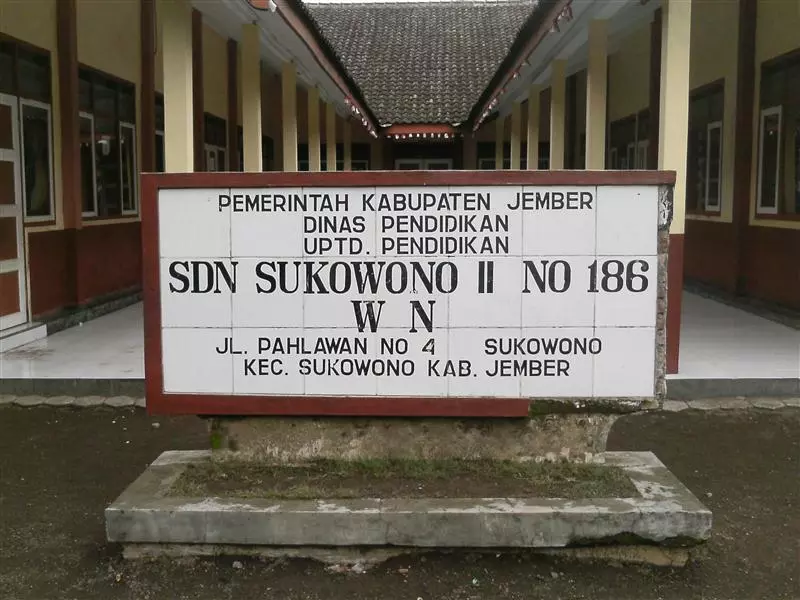 PEMERINTAH KABUPATEN JEMBER
DINAS PENDIDIKAN
UPTD. PENDIDIKAN
SDN SUKOWONO II NO 186
W N
JL. PAHLAWAN NO 4 SUKOWONO
KEC. SUKOWONO KAB. JEMBER